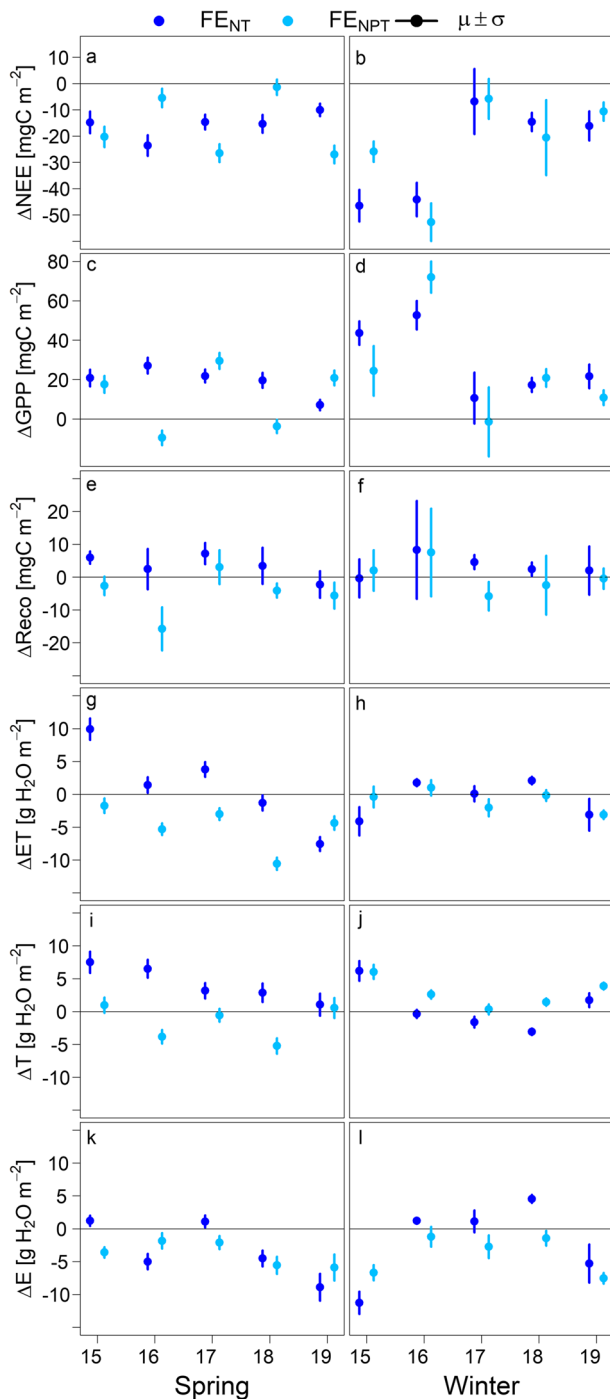 FE_NT FE_NPT μ ± σ
a b
ΔNEE [mgC m⁻²]
10
0
-10
-20
-30
-40
-50
c d
ΔGPP [mgC m⁻²]
80
60
40
20
0
e f
ΔReco [mgC m⁻²]
20
10
0
-10
-20
g h
ΔET [g H₂O m⁻²]
10
5
0
-5
-10
i j
ΔT [g H₂O m⁻²]
10
5
0
-5
-10
k l
ΔE [g H₂O m⁻²]
10
5
0
-5
-10
15 16 17 18 19 15 16 17 18 19
Spring Winter